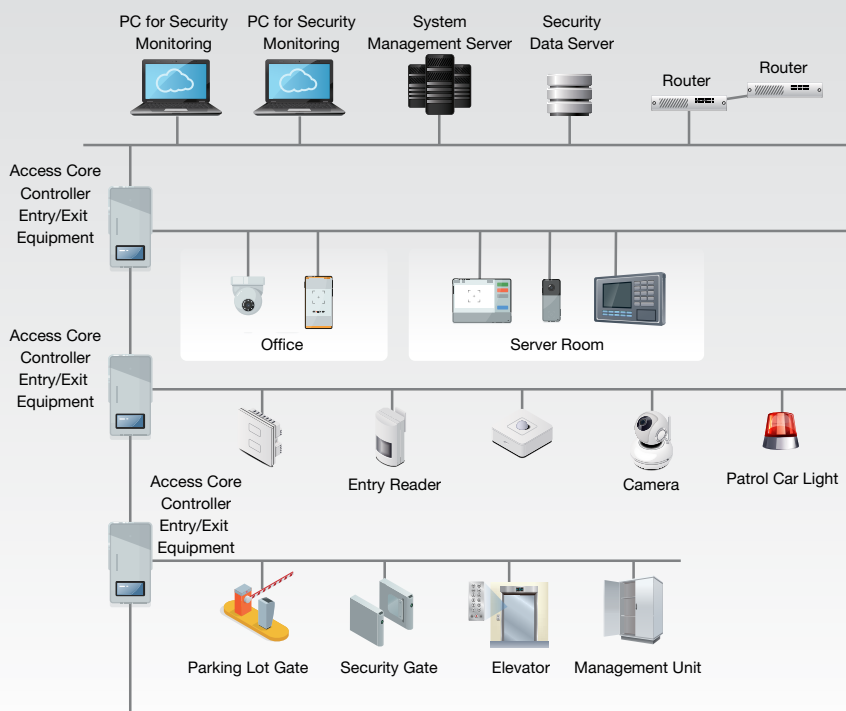 PC for Security
Monitoring
PC for Security
Monitoring
System
Management Server
Security
Data Server
Router
Router
Access Core
Controller
Entry/Exit
Equipment
Office
Server Room
Access Core
Controller
Entry/Exit
Equipment
Entry Reader
Camera
Patrol Car Light
Access Core
Controller
Entry/Exit
Equipment
Parking Lot Gate
Security Gate
Elevator
Management Unit